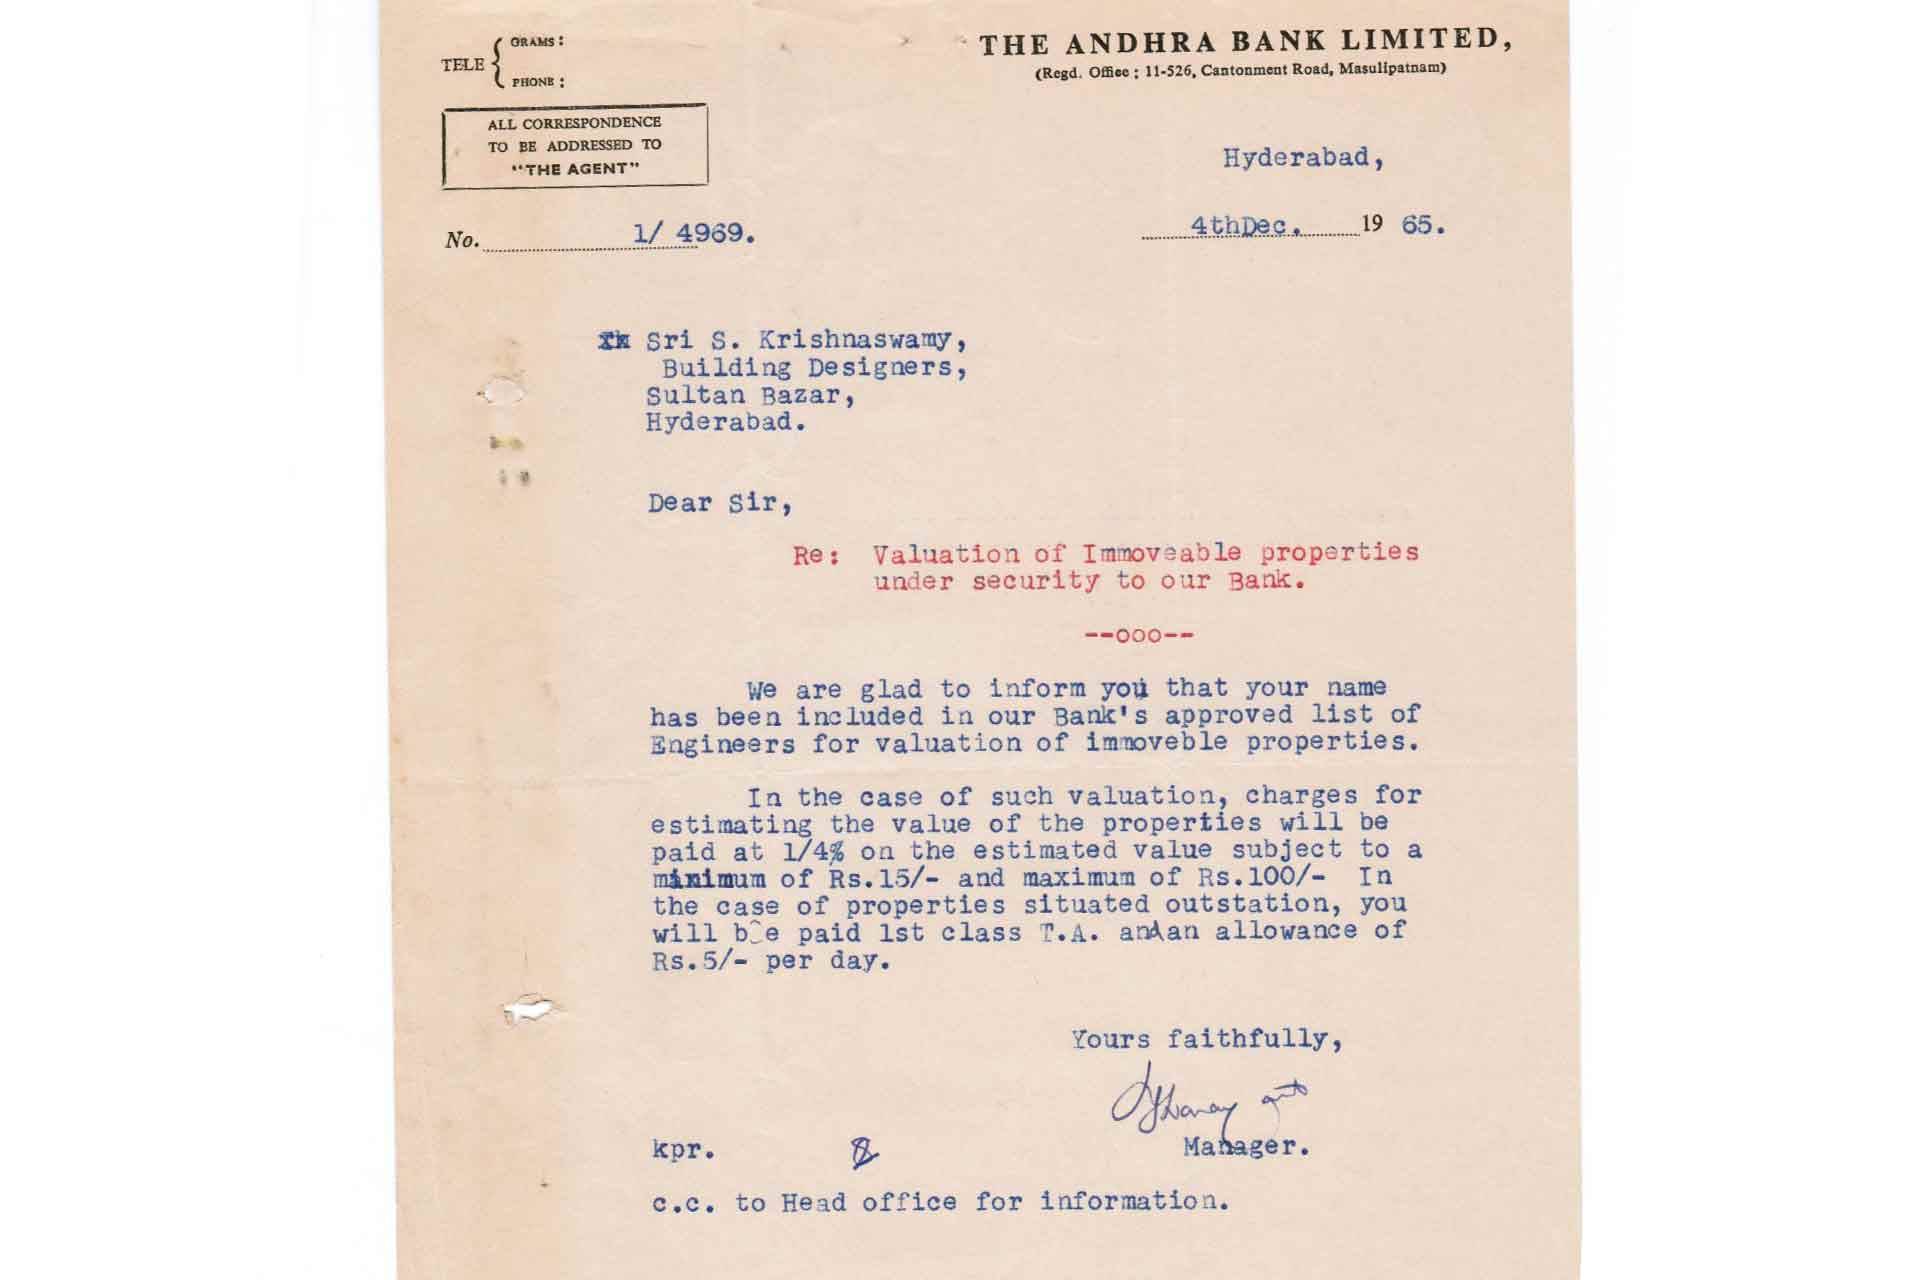 TELE { GRAMS :
PHONE :
THE ANDHRA BANK LIMITED,
(Regd. Office ; 11-526, Cantonment Road, Masulipatnam)
ALL CORRESPONDENCE
TO BE ADDRESSED TO
"THE AGENT"
Hyderabad,
No. 1/ 4969.
4thDec. 19 65.
Sri S. Krishnaswamy,
Building Designers,
Sultan Bazar,
Hyderabad.
Dear Sir,
Re: Valuation of Immoveable properties
under security to our Bank.
--ooo--
We are glad to inform you that your name
has been included in our Bank's approved list of
Engineers for valuation of immoveble properties.
In the case of such valuation, charges for
estimating the value of the properties will be
paid at 1/4% on the estimated value subject to a
minimum of Rs.15/- and maximum of Rs.100/- In
the case of properties situated outstation, you
will be paid 1st class T.A. and an allowance of
Rs.5/- per day.
Yours faithfully,
kpr.
Manager.
c.c. to Head office for information.